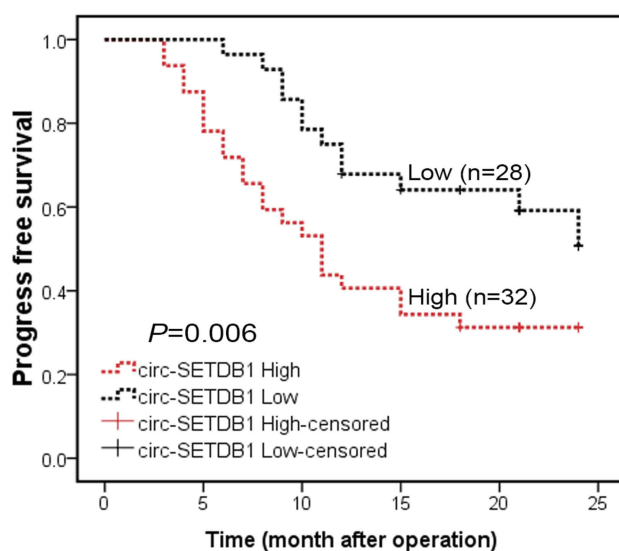 Progress free survival
1.0
0.8
0.6
0.4
0.2
0.0
Low (n=28)
High (n=32)
P=0.006
circ-SETDB1 High
circ-SETDB1 Low
circ-SETDB1 High-censored
circ-SETDB1 Low-censored
0 5 10 15 20 25
Time (month after operation)